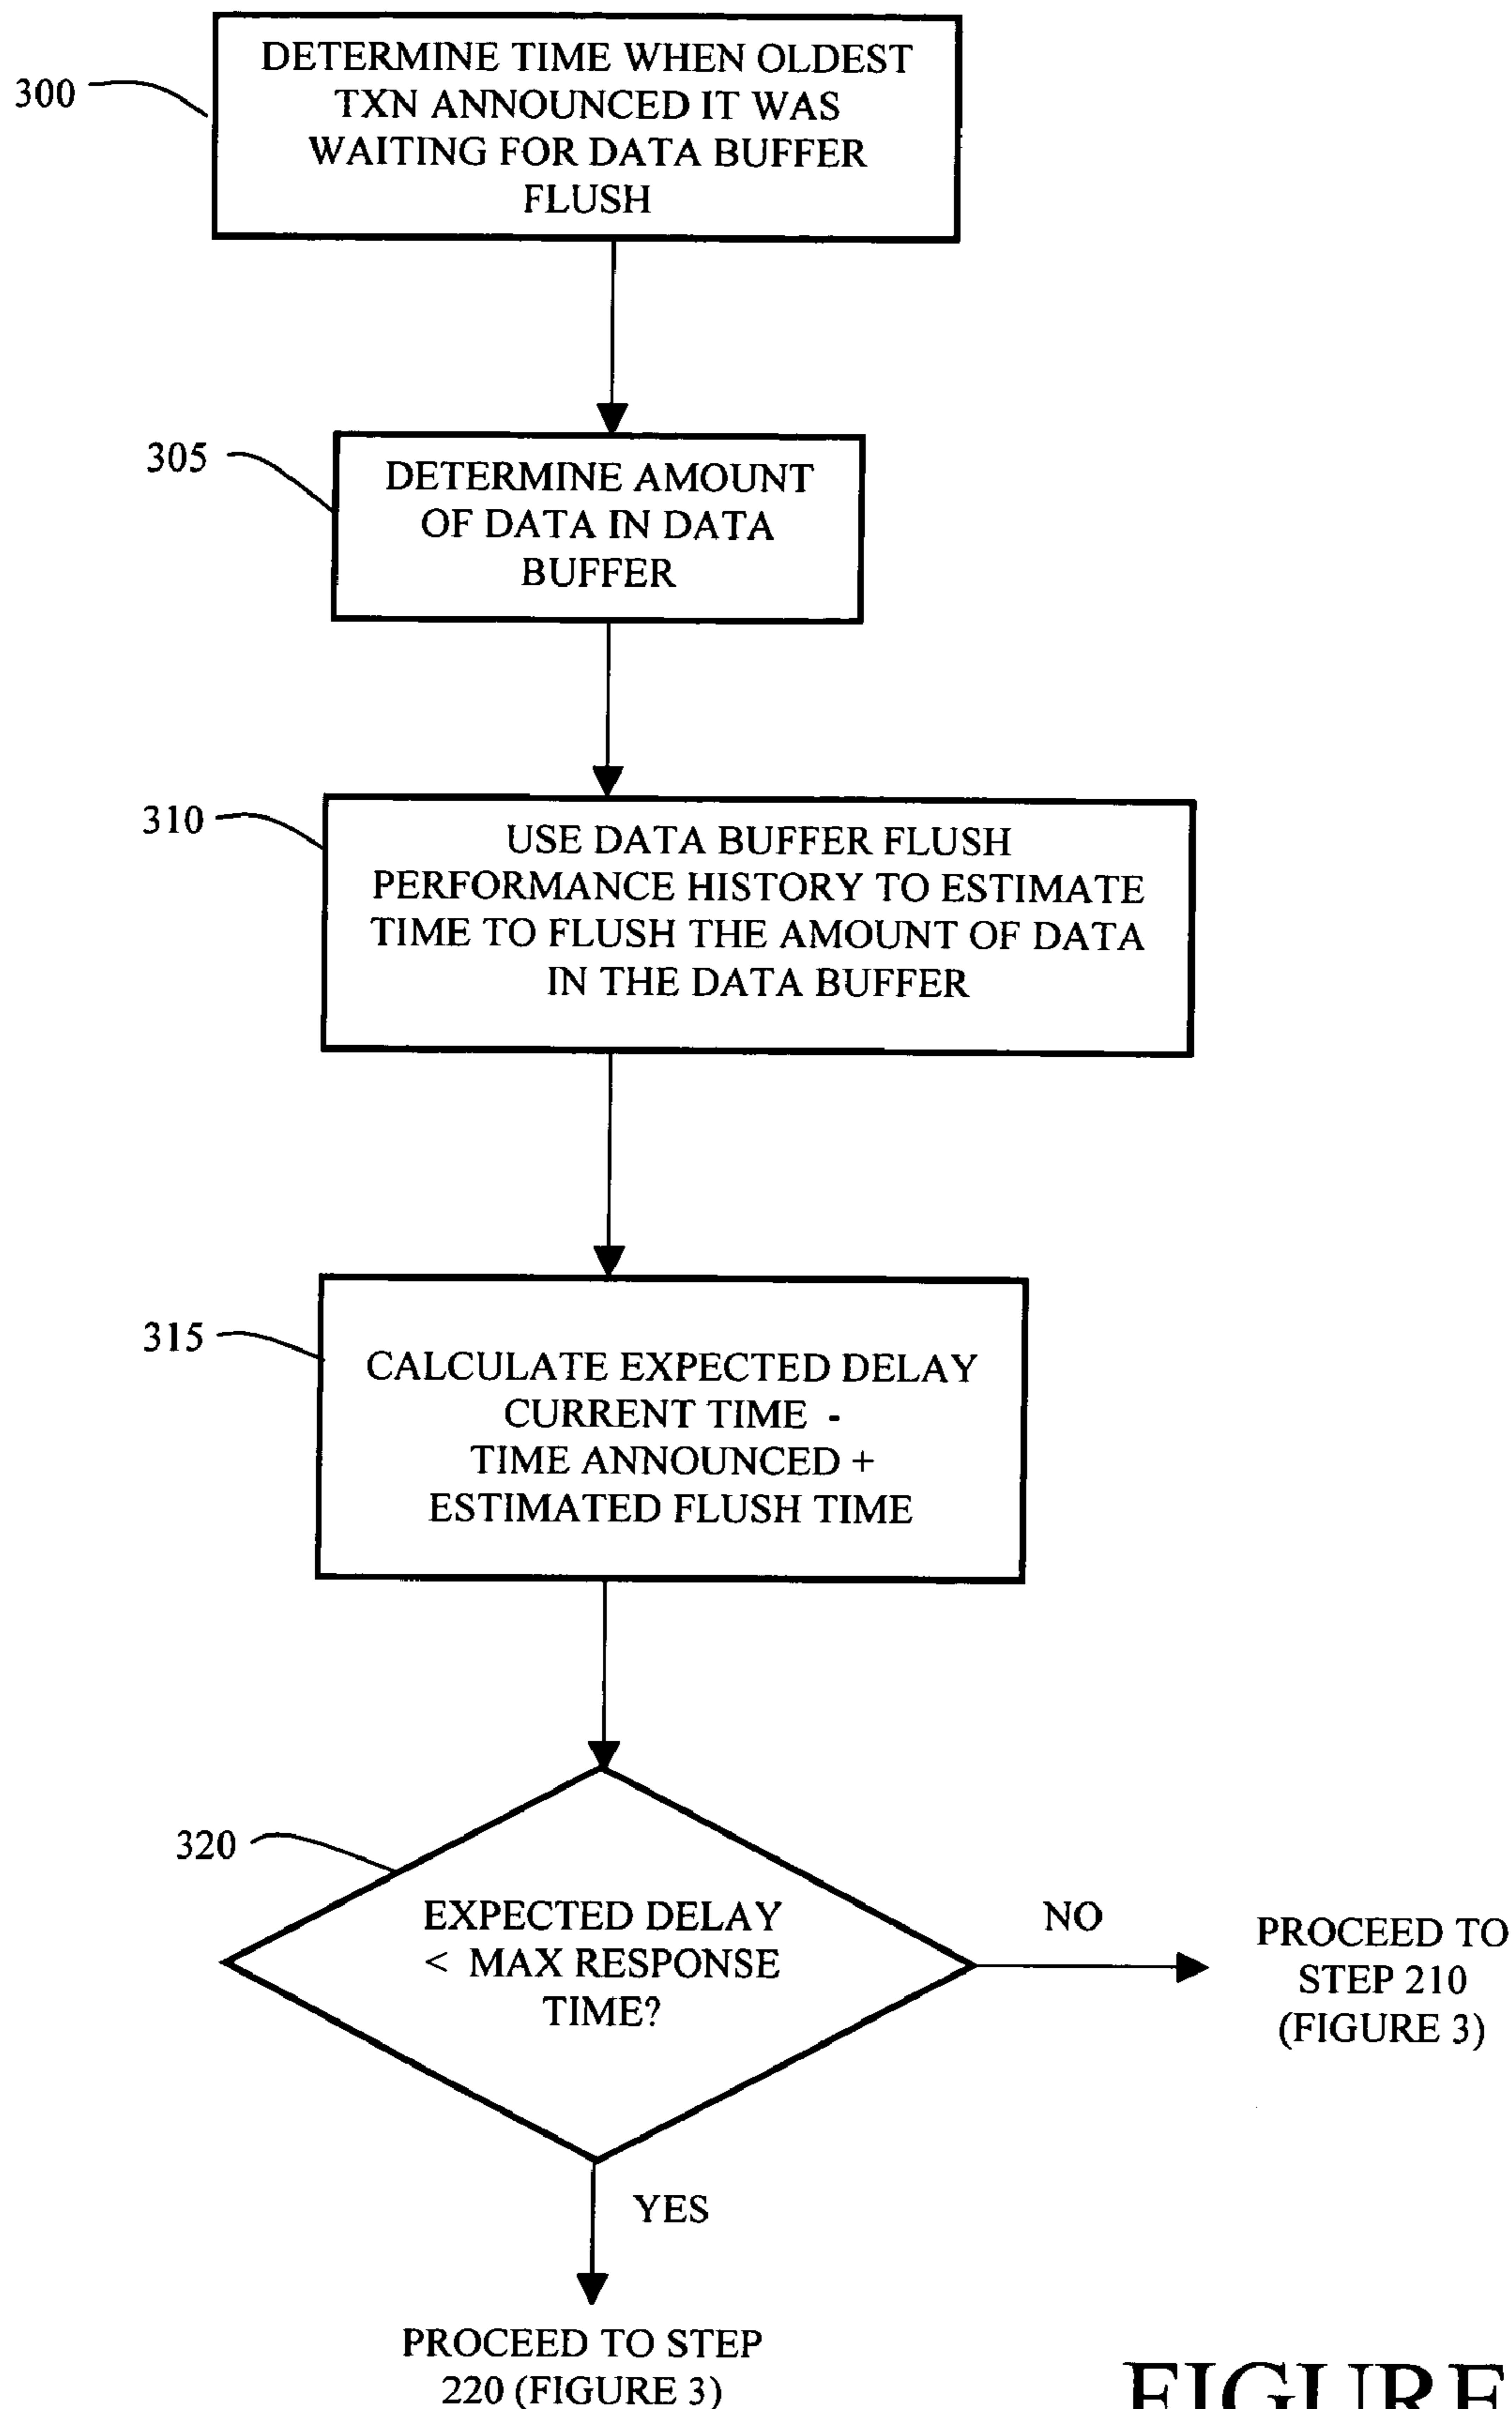 300
DETERMINE TIME WHEN OLDEST
TXN ANNOUNCED IT WAS
WAITING FOR DATA BUFFER
FLUSH
305
DETERMINE AMOUNT
OF DATA IN DATA
BUFFER
310
USE DATA BUFFER FLUSH
PERFORMANCE HISTORY TO ESTIMATE
TIME TO FLUSH THE AMOUNT OF DATA
IN THE DATA BUFFER
315
CALCULATE EXPECTED DELAY
CURRENT TIME -
TIME ANNOUNCED +
ESTIMATED FLUSH TIME
320
EXPECTED DELAY
< MAX RESPONSE
TIME?
NO
PROCEED TO
STEP 210
(FIGURE 3)
YES
PROCEED TO STEP
220 (FIGURE 3)
FIGURE